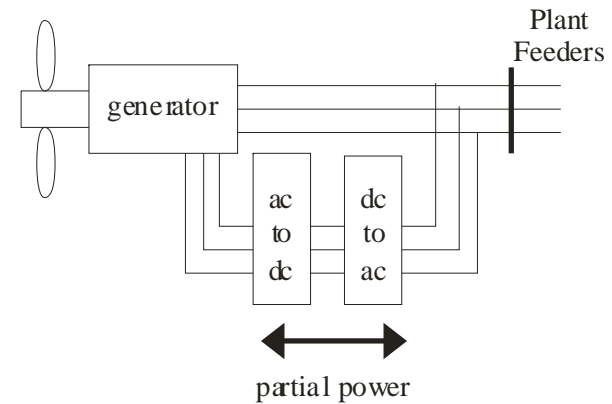 Plant
Feeders
generator
ac
to
dc
dc
to
ac
partial power